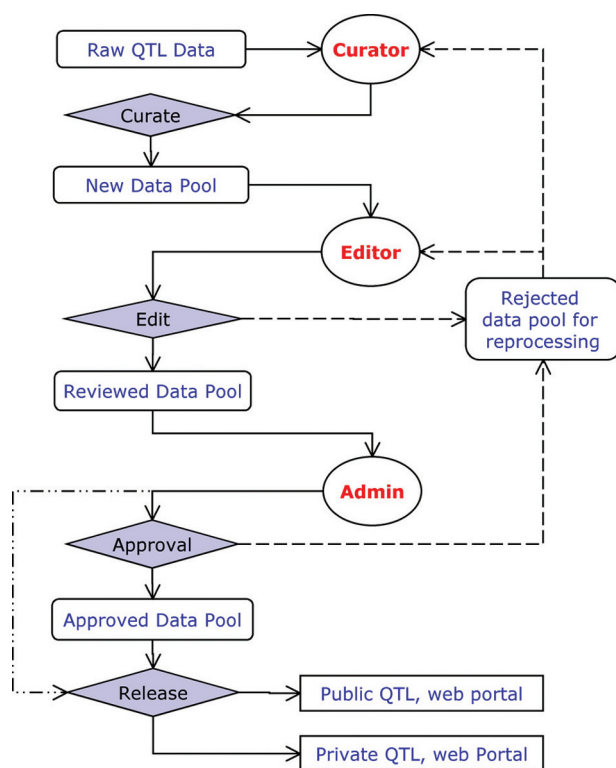 Raw QTL Data
Curator
Curate
New Data Pool
Editor
Edit
Rejected
data pool for
reprocessing
Reviewed Data Pool
Admin
Approval
Approved Data Pool
Release
Public QTL, web portal
Private QTL, web Portal